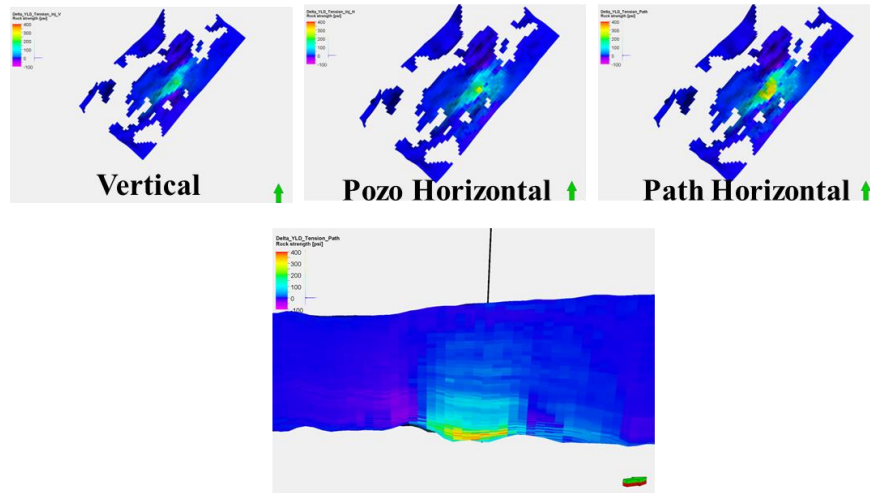 Delta_YLD_Tension_Inj_V
Rock strength [psi]
400
300
200
100
0
-100
Vertical
Delta_YLD_Tension_Inj_H
Rock strength [psi]
400
300
200
100
0
-100
Pozo Horizontal
Delta_YLD_Tension_Path
Rock strength [psi]
400
300
200
100
0
-100
Path Horizontal
Delta_YLD_Tension_Path
Rock strength [psi]
400
300
200
100
0
-100